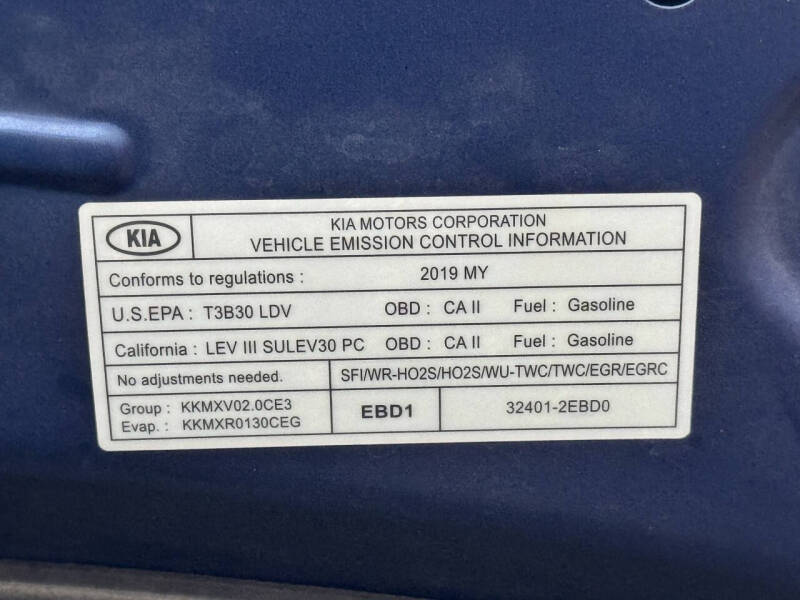 KIA
KIA MOTORS CORPORATION
VEHICLE EMISSION CONTROL INFORMATION
Conforms to regulations : 2019 MY
U.S.EPA : T3B30 LDV OBD : CA II Fuel : Gasoline
California : LEV III SULEV30 PC OBD : CA II Fuel : Gasoline
No adjustments needed. SFI/WR-HO2S/HO2S/WU-TWC/TWC/EGR/EGRC
Group : KKMXV02.0CE3
Evap. : KKMXR0130CEG
EBD1
32401-2EBD0